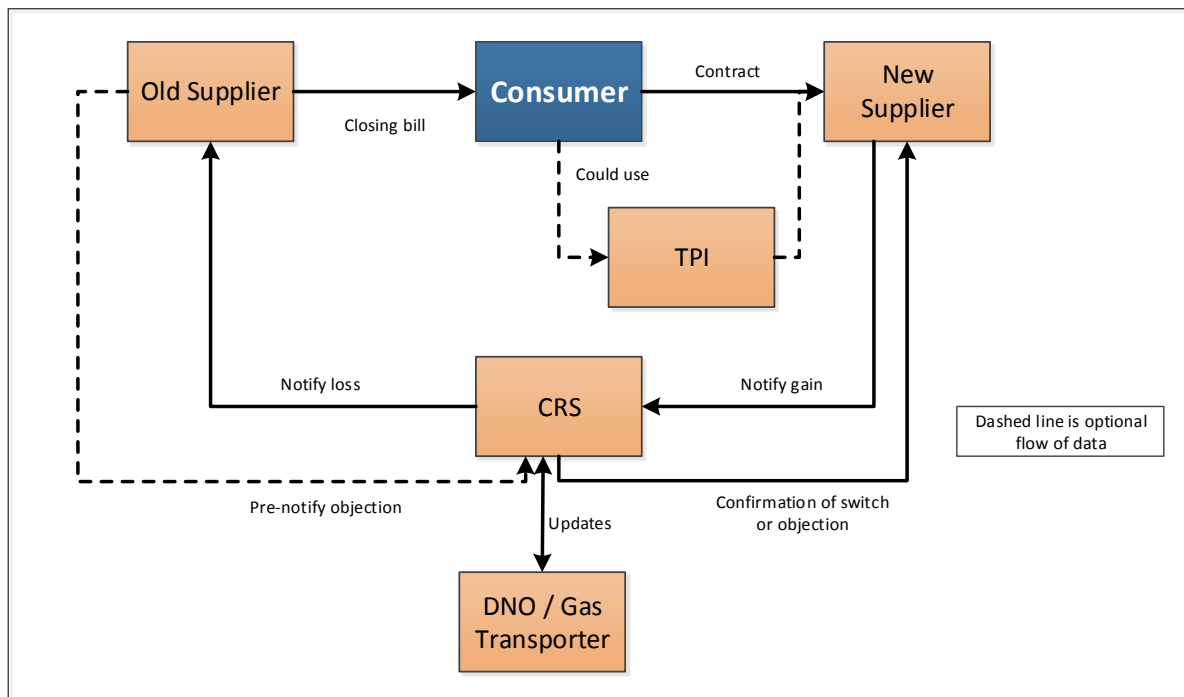 Old Supplier
Closing bill
Consumer
Contract
New
Supplier
Could use
TPI
Notify loss
CRS
Notify gain
Dashed line is optional
flow of data
Pre-notify objection
Updates
Confirmation of switch
or objection
DNO / Gas
Transporter